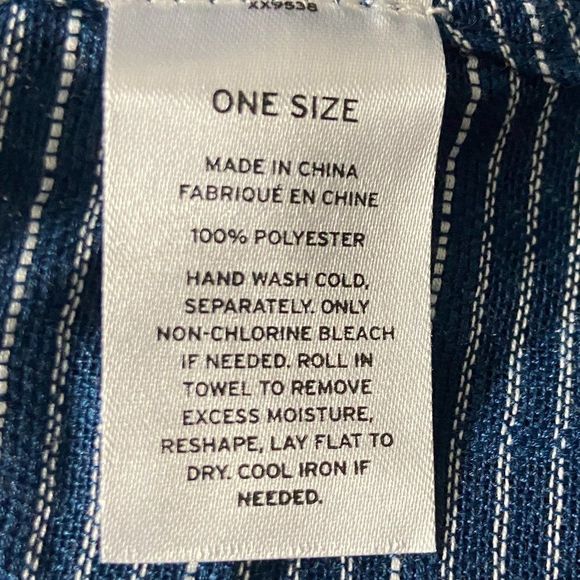 XX9538
ONE SIZE
MADE IN CHINA
FABRIQUÉ EN CHINE
100% POLYESTER
HAND WASH COLD,
SEPARATELY. ONLY
NON-CHLORINE BLEACH
IF NEEDED. ROLL IN
TOWEL TO REMOVE
EXCESS MOISTURE,
RESHAPE, LAY FLAT TO
DRY. COOL IRON IF
NEEDED.